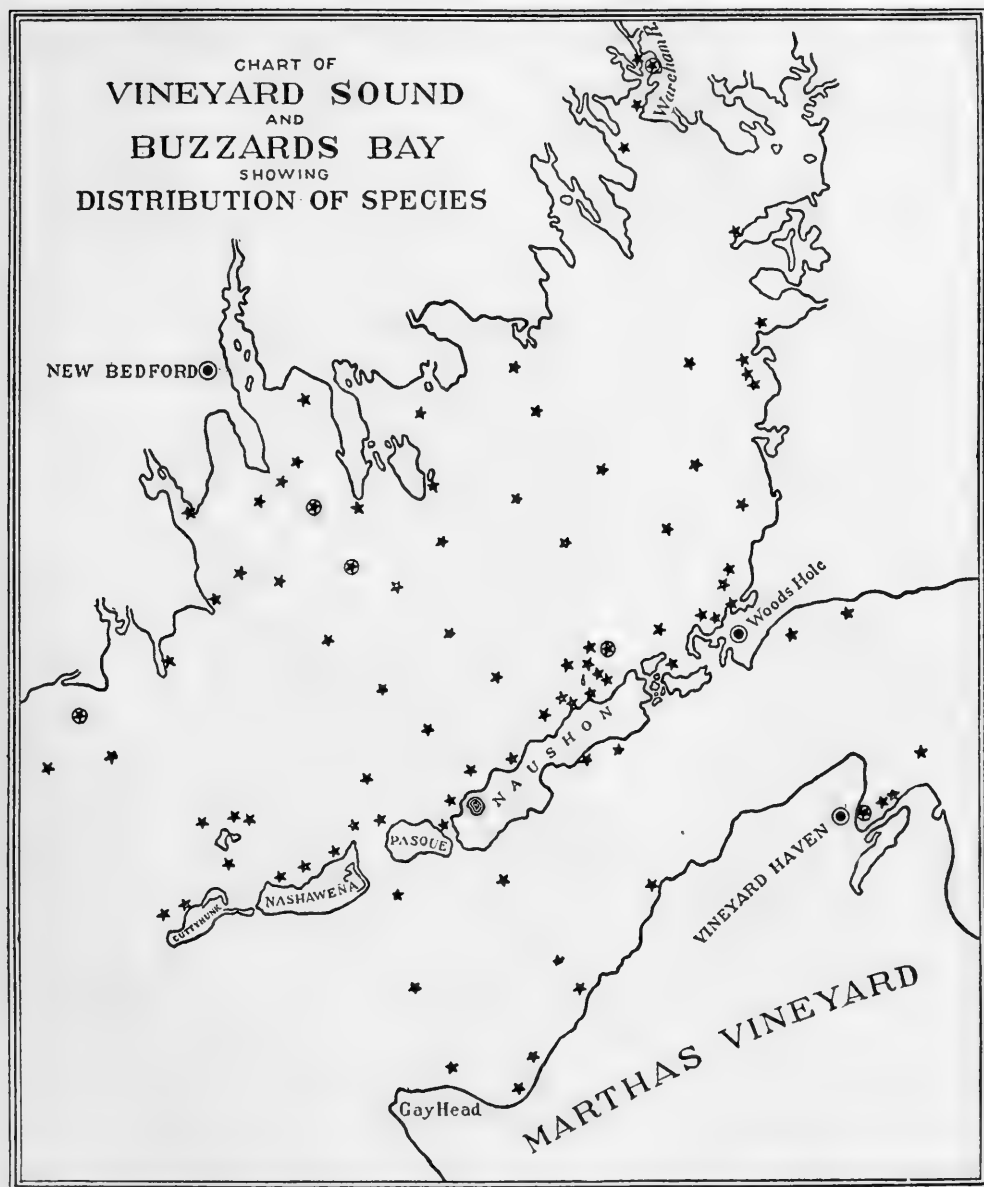 CHART OF
VINEYARD SOUND
AND
BUZZARDS BAY
SHOWING
DISTRIBUTION OF SPECIES
Wareham R.
NEW BEDFORD
Woods Hole
NAUSHON
PASQUE
NASHAWENA
CUTTYHUNK
VINEYARD HAVEN
MARTHAS VINEYARD
Gay Head